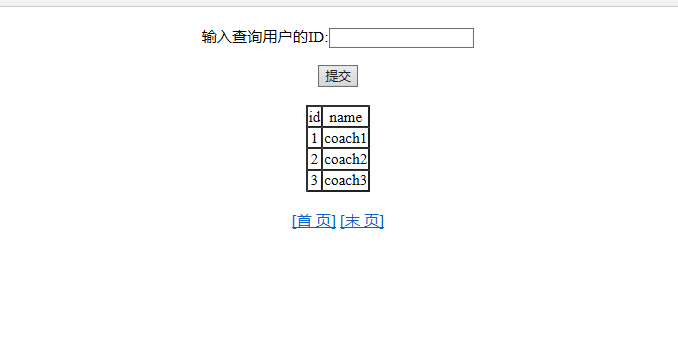 输入查询用户的ID:
提交
id name
1 coach1
2 coach2
3 coach3
[首 页] [末 页]